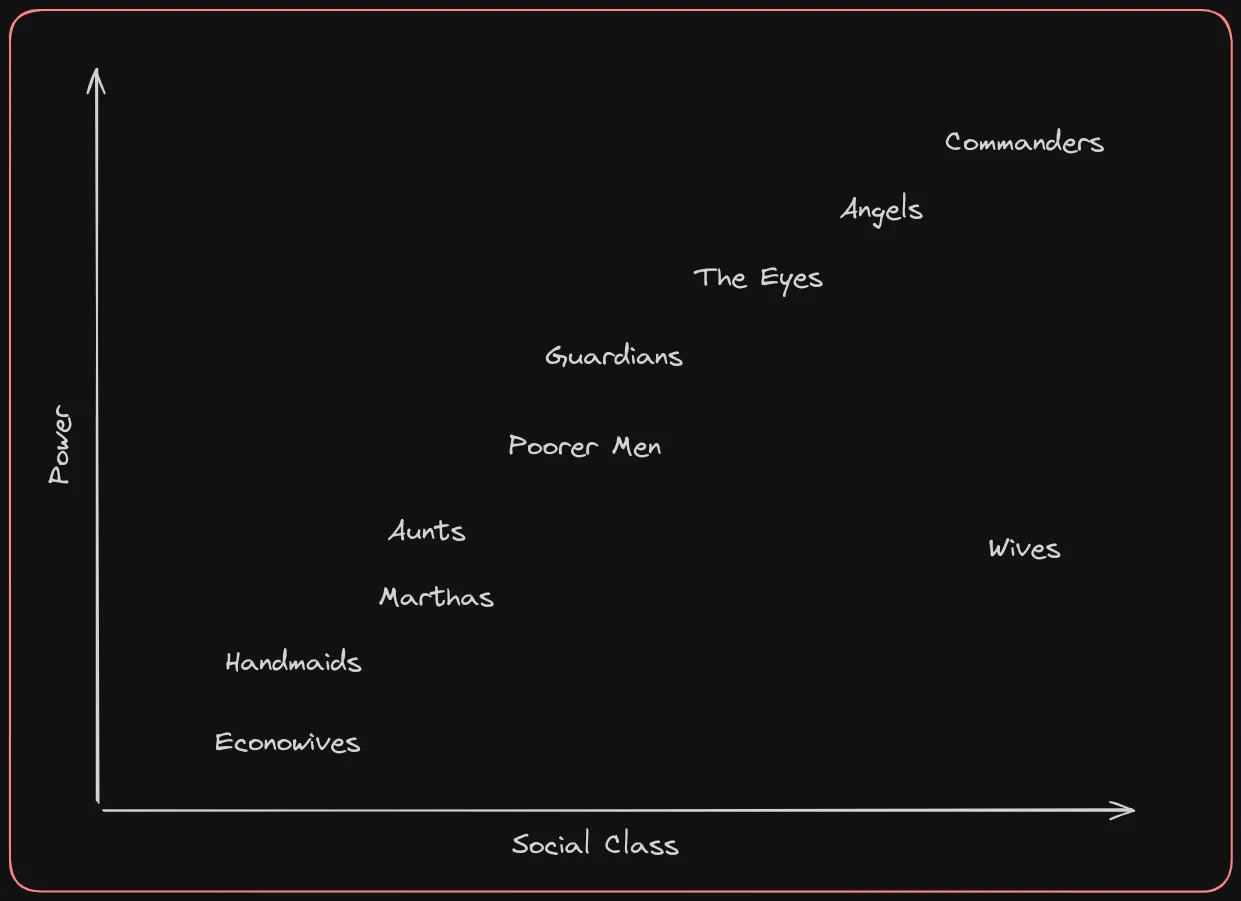 Commanders
Angels
The Eyes
Guardians
Power
Poorer Men
Aunts
Wives
Marthas
Handmaids
Econowives
Social Class